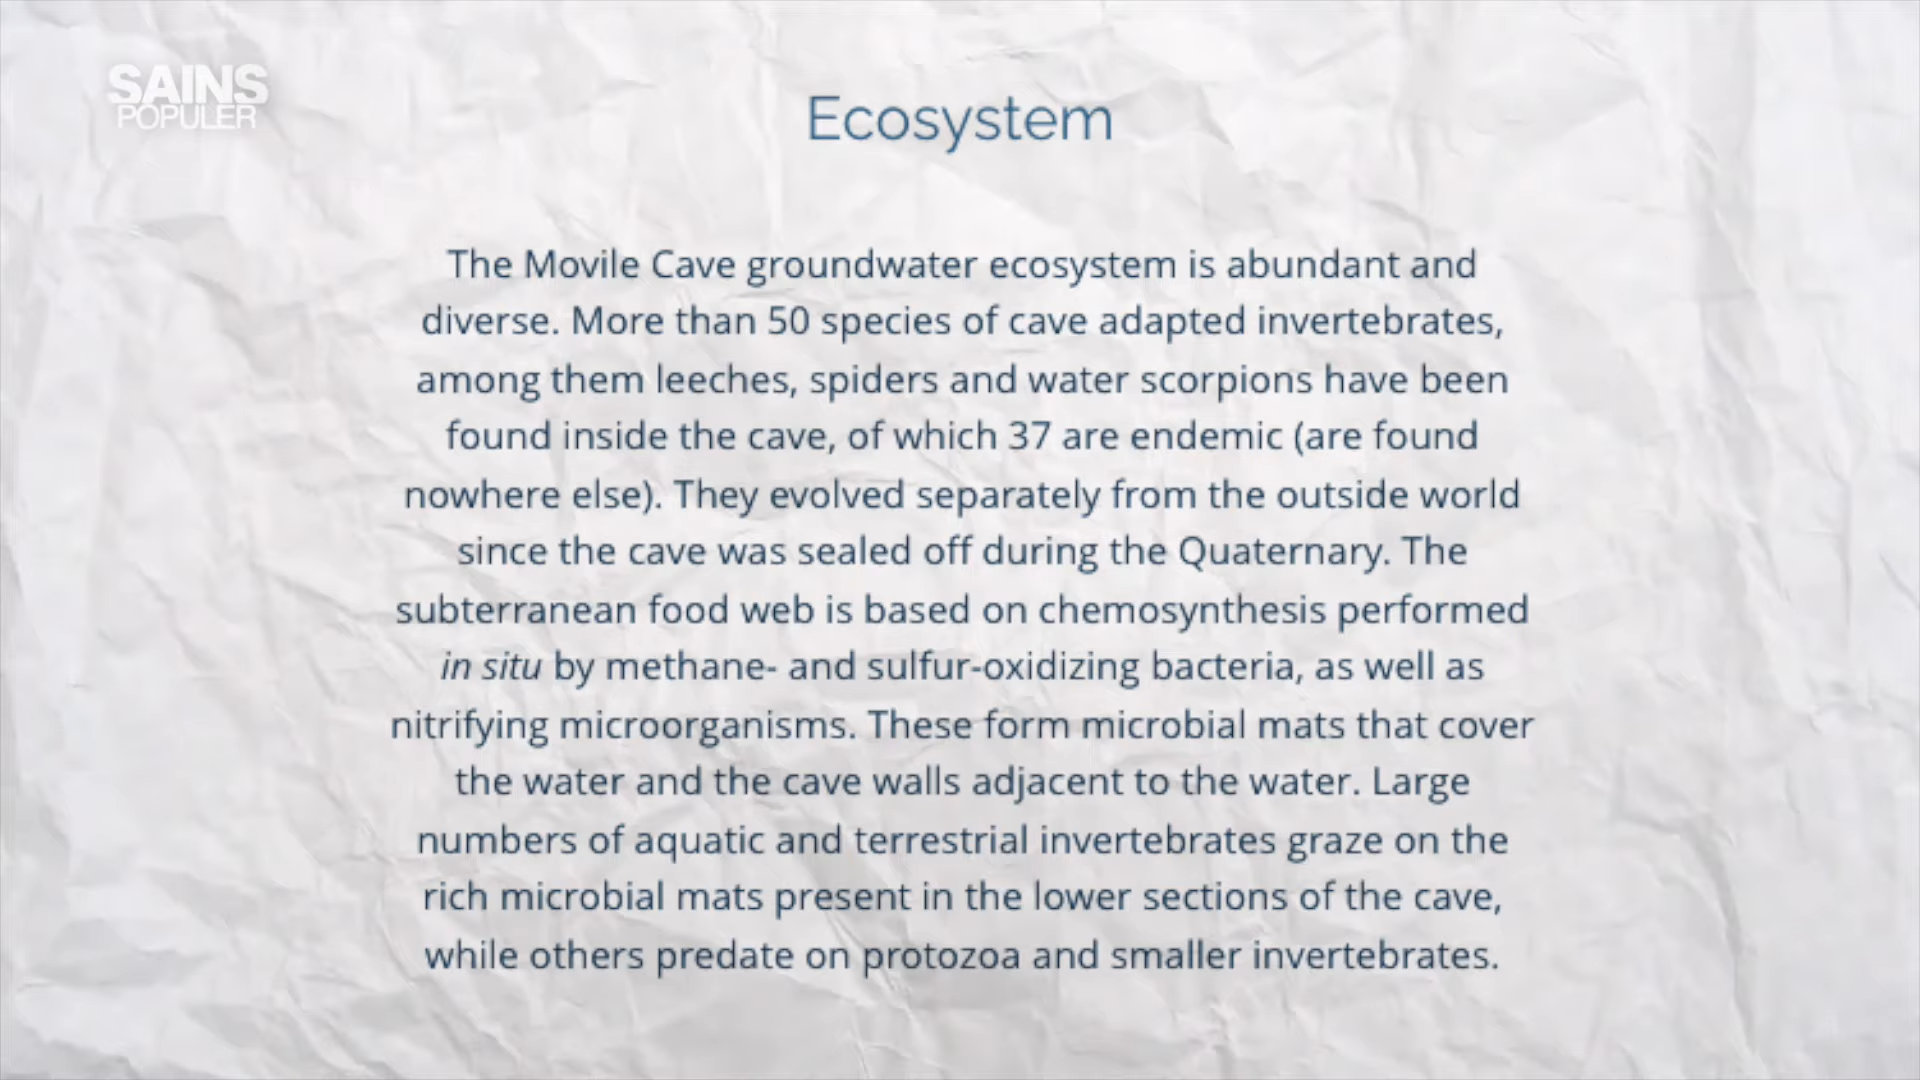 SAINS
POPULER
Ecosystem
The Movile Cave groundwater ecosystem is abundant and
diverse. More than 50 species of cave adapted invertebrates,
among them leeches, spiders and water scorpions have been
found inside the cave, of which 37 are endemic (are found
nowhere else). They evolved separately from the outside world
since the cave was sealed off during the Quaternary. The
subterranean food web is based on chemosynthesis performed
in situ by methane- and sulfur-oxidizing bacteria, as well as
nitrifying microorganisms. These form microbial mats that cover
the water and the cave walls adjacent to the water. Large
numbers of aquatic and terrestrial invertebrates graze on the
rich microbial mats present in the lower sections of the cave,
while others predate on protozoa and smaller invertebrates.